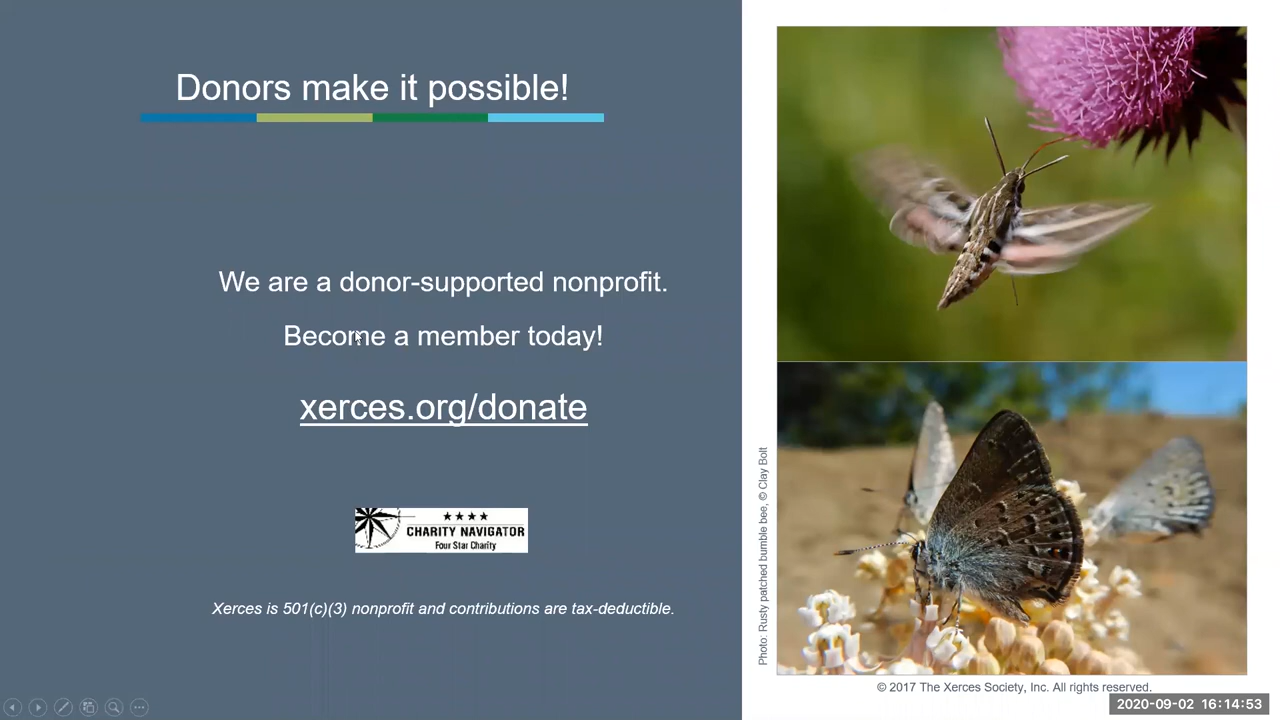 Donors make it possible!
We are a donor-supported nonprofit.
Become a member today!
xerces.org/donate
CHARITY NAVIGATOR
Four Star Charity
Xerces is 501(c)(3) nonprofit and contributions are tax-deductible.
Photo: Rusty patched bumble bee, © Clay Bolt
© 2017 The Xerces Society, Inc. All rights reserved.
2020-09-02 16:14:53